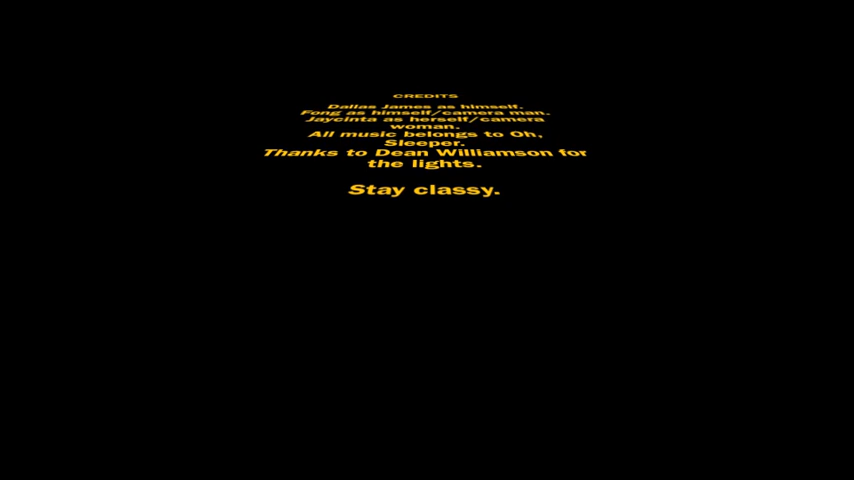 CREDITS
Dallas James as himself.
Fong as himself/camera man.
Jaycinta as herself/camera
woman.
All music belongs to Oh,
Sleeper.
Thanks to Dean Williamson for
the lights.
Stay classy.